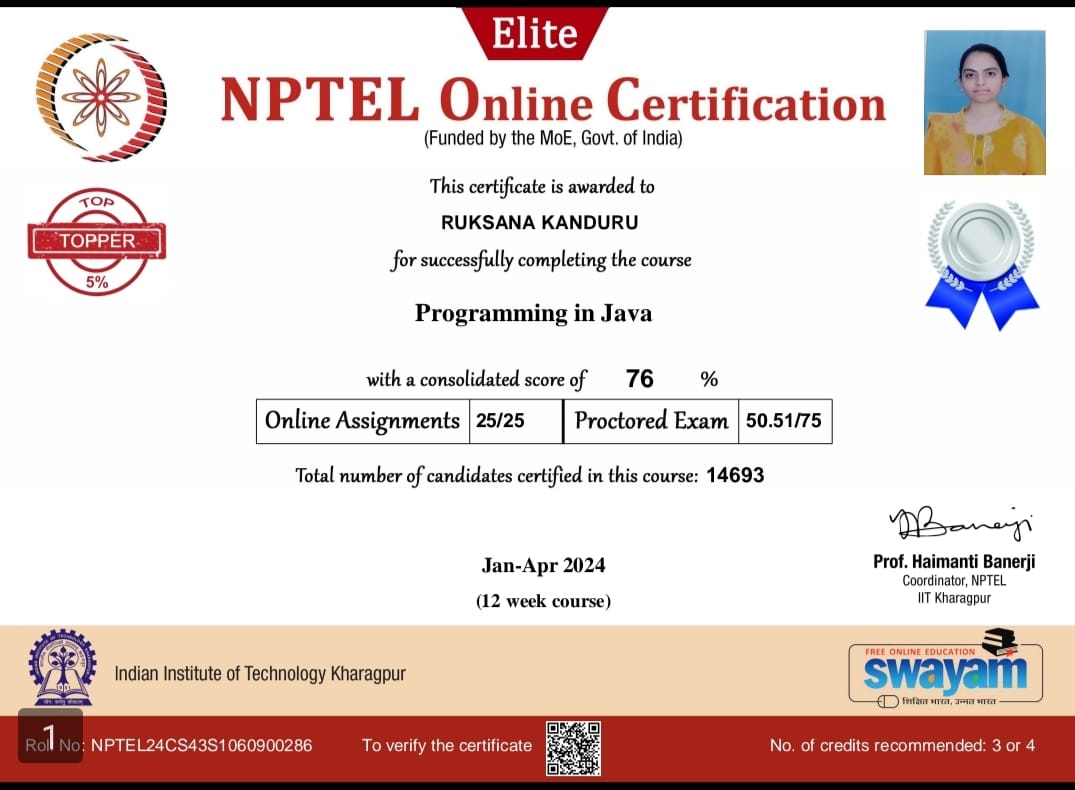 Elite
NPTEL Online Certification
(Funded by the MoE, Govt. of India)
This certificate is awarded to
RUKSANA KANDURU
for successfully completing the course
Programming in Java
with a consolidated score of 76 %
Online Assignments 25/25 Proctored Exam 50.51/75
Total number of candidates certified in this course: 14693
TOP
TOPPER
5%
Jan-Apr 2024
(12 week course)
Prof. Haimanti Banerji
Coordinator, NPTEL
IIT Kharagpur
Indian Institute of Technology Kharagpur
FREE ONLINE EDUCATION
swayam
शिक्षित भारत, उन्नत भारत
1
Roll No: NPTEL24CS43S1060900286
To verify the certificate
No. of credits recommended: 3 or 4